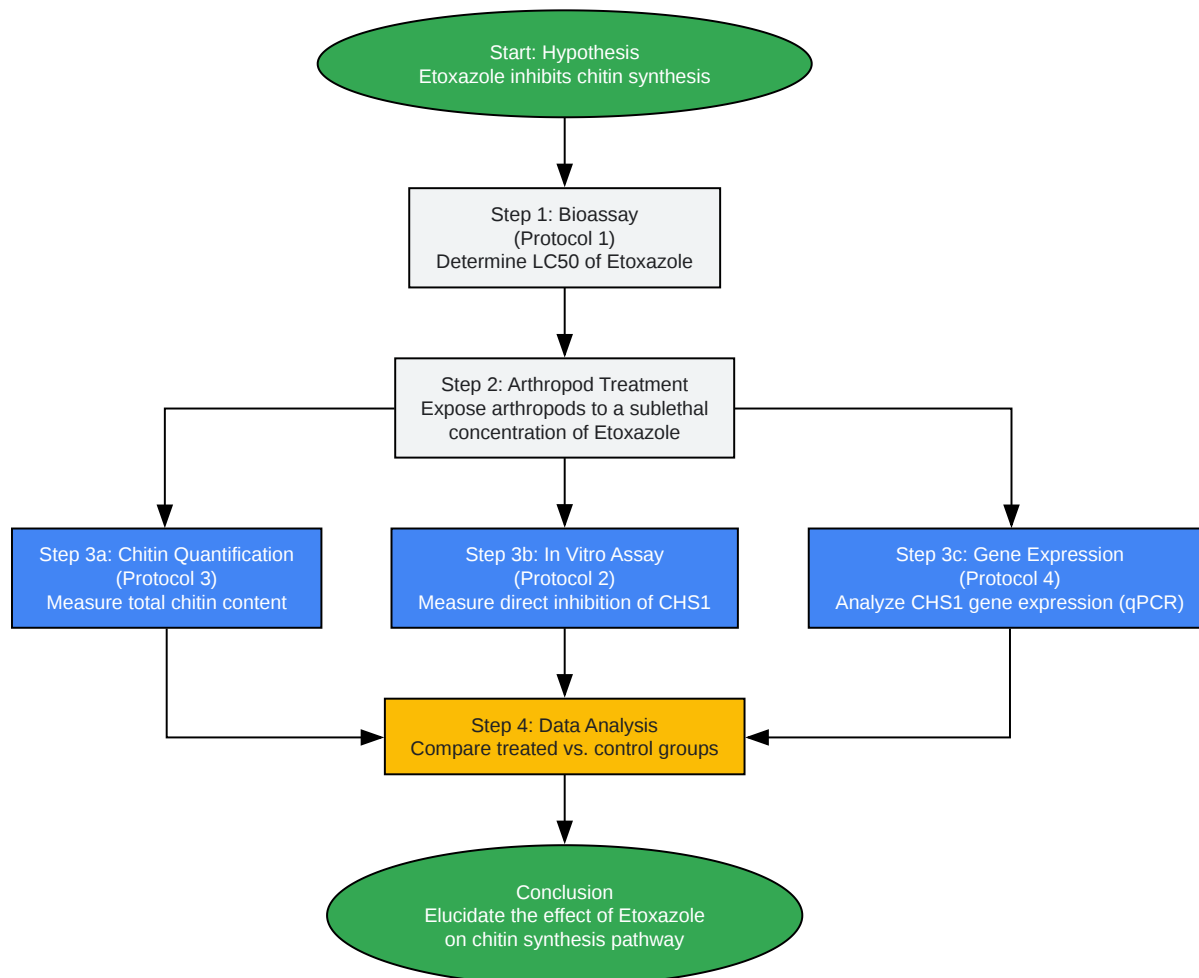 Start: Hypothesis
Etoxazole inhibits chitin synthesis
Step 1: Bioassay
(Protocol 1)
Determine LC50 of Etoxazole
Step 2: Arthropod Treatment
Expose arthropods to a sublethal
concentration of Etoxazole
Step 3a: Chitin Quantification
(Protocol 3)
Measure total chitin content
Step 3b: In Vitro Assay
(Protocol 2)
Measure direct inhibition of CHS1
Step 3c: Gene Expression
(Protocol 4)
Analyze CHS1 gene expression (qPCR)
Step 4: Data Analysis
Compare treated vs. control groups
Conclusion
Elucidate the effect of Etoxazole
on chitin synthesis pathway